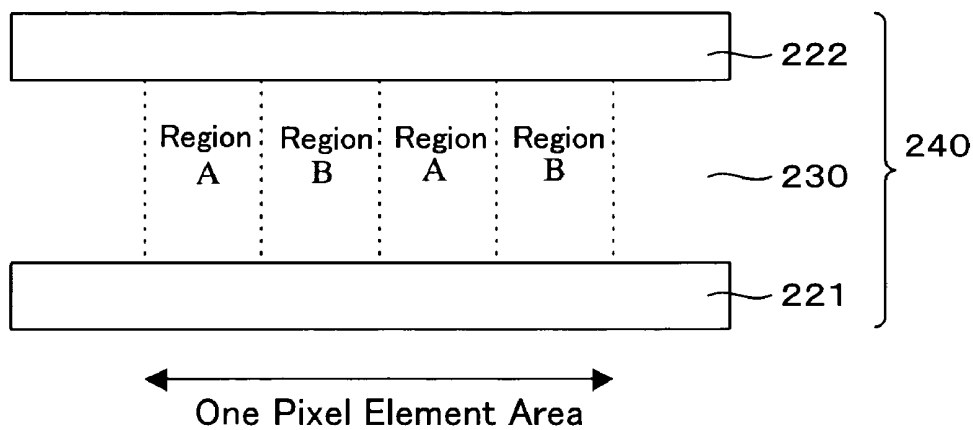 222
Region A
Region B
Region A
Region B
230
240
221
One Pixel Element Area